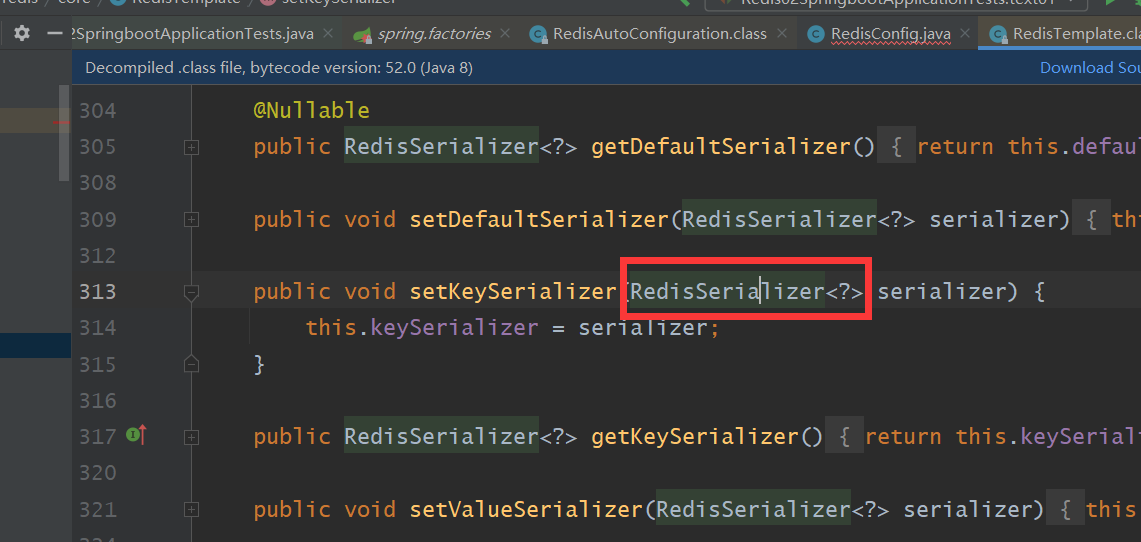 redis core RedisTemplate setKeySerializer Redis02SpringbootApplicationTests.text01
2SpringbootApplicationTests.java spring.factories RedisAutoConfiguration.class RedisConfig.java RedisTemplate.cla
Decompiled .class file, bytecode version: 52.0 (Java 8) Download Sou
304 @Nullable
305 public RedisSerializer<?> getDefaultSerializer() { return this.defaul
308
309 public void setDefaultSerializer(RedisSerializer<?> serializer) { thi
312
313 public void setKeySerializer(RedisSerializer<?> serializer) {
314 this.keySerializer = serializer;
315 }
316
317 public RedisSerializer<?> getKeySerializer() { return this.keySeriali
320
321 public void setValueSerializer(RedisSerializer<?> serializer) { this